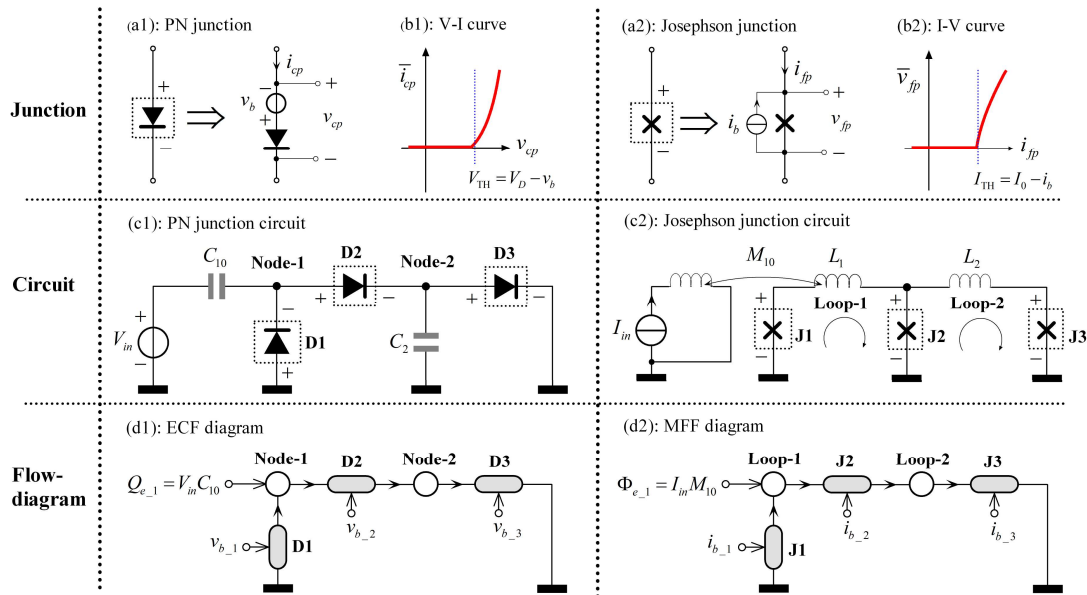 (a1): PN junction
(b1): V-I curve
(a2): Josephson junction
(b2): I-V curve
Junction
+
−
i_cp
−
v_b
+
+
v_cp
−
i̅_cp
v_cp
V_TH = V_D − v_b
+
−
i_fp
i_b
+
v_fp
−
v̅_fp
i_fp
I_TH = I_0 − i_b
(c1): PN junction circuit
(c2): Josephson junction circuit
Circuit
C_10
Node-1
D2
Node-2
D3
+
−
+
−
+
V_in
−
−
D1
+
C_2
M_10
L_1
L_2
Loop-1
Loop-2
I_in
+
J1
−
+
J2
−
+
J3
−
(d1): ECF diagram
(d2): MFF diagram
Flow-
diagram
Node-1
D2
Node-2
D3
Q_e_1 = V_in C_10
v_b_2
v_b_3
v_b_1
D1
Loop-1
J2
Loop-2
J3
Φ_e_1 = I_in M_10
i_b_2
i_b_3
i_b_1
J1